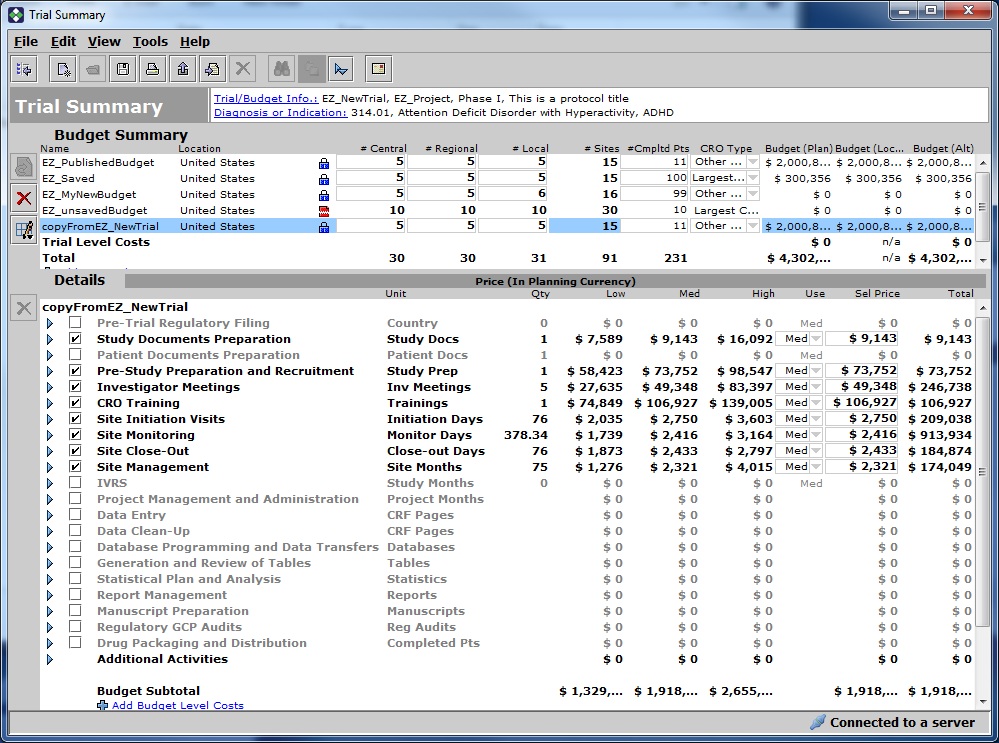 Trial Summary
File Edit View Tools Help
Trial Summary
Trial/Budget Info.: EZ_NewTrial, EZ_Project, Phase I, This is a protocol title
Diagnosis or Indication: 314.01, Attention Deficit Disorder with Hyperactivity, ADHD
Budget Summary
Name Location # Central # Regional # Local # Sites #Cmpltd Pts CRO Type Budget (Plan) Budget (Loc... Budget (Alt)
EZ_PublishedBudget United States 5 5 5 15 11 Other ... $ 2,000,8... $ 2,000,8... $ 2,000,8...
EZ_Saved United States 5 5 5 15 100 Largest... $ 300,356 $ 300,356 $ 300,356
EZ_MyNewBudget United States 5 5 6 16 99 Other ... $ 0 $ 0 $ 0
EZ_unsavedBudget United States 10 10 10 30 10 Largest C... $ 0 $ 0 $ 0
copyFromEZ_NewTrial United States 5 5 5 15 11 Other ... $ 2,000,8... $ 2,000,8... $ 2,000,8...
Trial Level Costs $ 0 n/a $ 0
Total 30 30 31 91 231 $ 4,302,... n/a $ 4,302,...
Details Price (In Planning Currency)
Unit Qty Low Med High Use Sel Price Total
copyFromEZ_NewTrial
Pre-Trial Regulatory Filing Country 0 $ 0 $ 0 $ 0 Med $ 0 $ 0
Study Documents Preparation Study Docs 1 $ 7,589 $ 9,143 $ 16,092 Med $ 9,143 $ 9,143
Patient Documents Preparation Patient Docs 1 $ 0 $ 0 $ 0 Med $ 0 $ 0
Pre-Study Preparation and Recruitment Study Prep 1 $ 58,423 $ 73,752 $ 98,547 Med $ 73,752 $ 73,752
Investigator Meetings Inv Meetings 5 $ 27,635 $ 49,348 $ 83,397 Med $ 49,348 $ 246,738
CRO Training Trainings 1 $ 74,849 $ 106,927 $ 139,005 Med $ 106,927 $ 106,927
Site Initiation Visits Initiation Days 76 $ 2,035 $ 2,750 $ 3,603 Med $ 2,750 $ 209,038
Site Monitoring Monitor Days 378.34 $ 1,739 $ 2,416 $ 3,164 Med $ 2,416 $ 913,934
Site Close-Out Close-out Days 76 $ 1,873 $ 2,433 $ 2,797 Med $ 2,433 $ 184,874
Site Management Site Months 75 $ 1,276 $ 2,321 $ 4,015 Med $ 2,321 $ 174,049
IVRS Study Months 0 $ 0 $ 0 $ 0 Med $ 0 $ 0
Project Management and Administration Project Months $ 0 $ 0 $ 0 $ 0 $ 0
Data Entry CRF Pages $ 0 $ 0 $ 0 $ 0 $ 0
Data Clean-Up CRF Pages $ 0 $ 0 $ 0 $ 0 $ 0
Database Programming and Data Transfers Databases $ 0 $ 0 $ 0 $ 0 $ 0
Generation and Review of Tables Tables $ 0 $ 0 $ 0 $ 0 $ 0
Statistical Plan and Analysis Statistics $ 0 $ 0 $ 0 $ 0 $ 0
Report Management Reports $ 0 $ 0 $ 0 $ 0 $ 0
Manuscript Preparation Manuscripts $ 0 $ 0 $ 0 $ 0 $ 0
Regulatory GCP Audits Reg Audits $ 0 $ 0 $ 0 $ 0 $ 0
Drug Packaging and Distribution Completed Pts $ 0 $ 0 $ 0 $ 0 $ 0
Additional Activities $ 0 $ 0 $ 0 $ 0 $ 0
Budget Subtotal $ 1,329,... $ 1,918,... $ 2,655,... $ 1,918,... $ 1,918,...
Add Budget Level Costs
Connected to a server